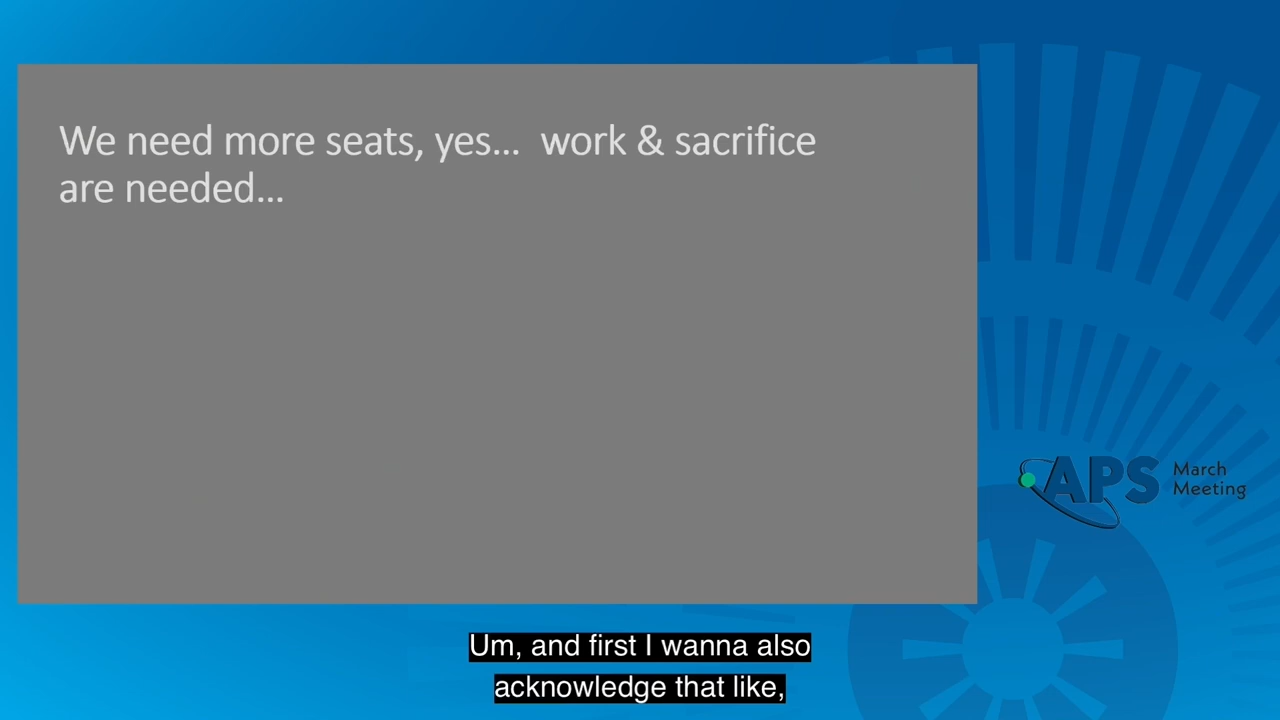 We need more seats, yes... work & sacrifice
are needed...
APS March
Meeting
Um, and first I wanna also
acknowledge that like,